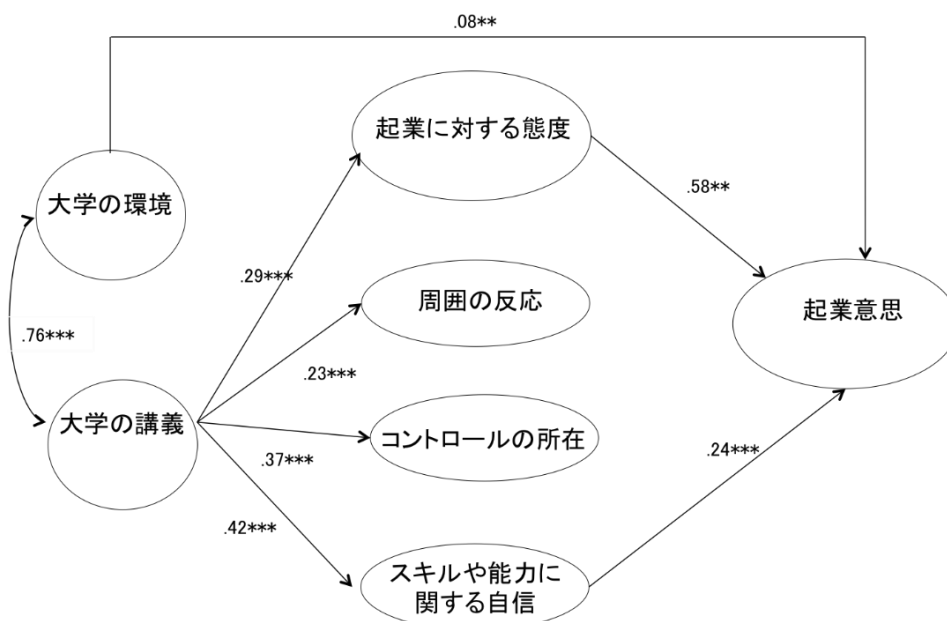 .08**
起業に対する態度
大学の環境
.58**
.29***
周囲の反応
起業意思
.76***
.23***
大学の講義
コントロールの所在
.37***
.24***
.42***
スキルや能力に
関する自信